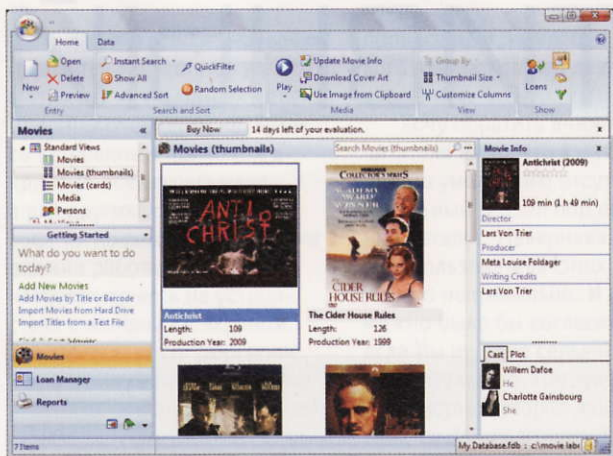 Home Data
Open
Delete
Preview
New
Entry
Instant Search
Show All
Advanced Sort
QuickFilter
Random Selection
Search and Sort
Play
Update Movie Info
Download Cover Art
Use Image from Clipboard
Media
Group By
Thumbnail Size
Customize Columns
View
Loans
Show
Movies
Standard Views
Movies
Movies (thumbnails)
Movies (cards)
Media
Persons
Getting Started
What do you want to do
today?
Add New Movies
Add Movies by Title or Barcode
Import Movies from Hard Drive
Import Titles from a Text File
Movies
Loan Manager
Reports
7 Items
Buy Now 14 days left of your evaluation.
Movies (thumbnails) Search Movies (thumbnails)
ANTI
CHRIST
Antichrist
Length: 109
Production Year: 2009
COLLECTOR'S SERIES
ACADEMY
AWARD
WINNER
THE
CIDER
HOUSE RULES
The Cider House Rules
Length: 126
Production Year: 1999
Movie Info
Antichrist (2009)
109 min (1 h 49 min)
Director
Lars Von Trier
Producer
Meta Louise Foldager
Writing Credits
Lars Von Trier
Cast Plot
Willem Dafoe
He
Charlotte Gainsbourg
She
My Database.fdb : c:\movie labe